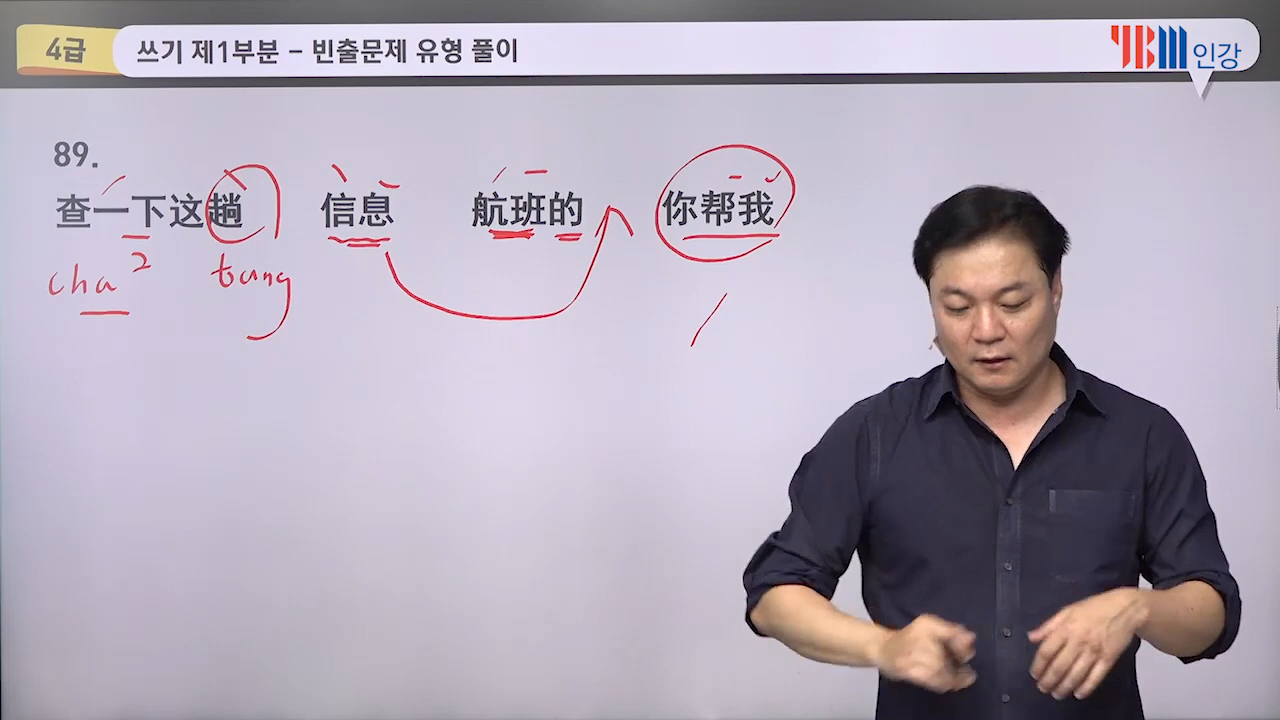 4급 쓰기 제1부분 – 빈출문제 유형 풀이 YBM 인강
89.
查一下这趟 信息 航班的 你帮我
cha 2 tang